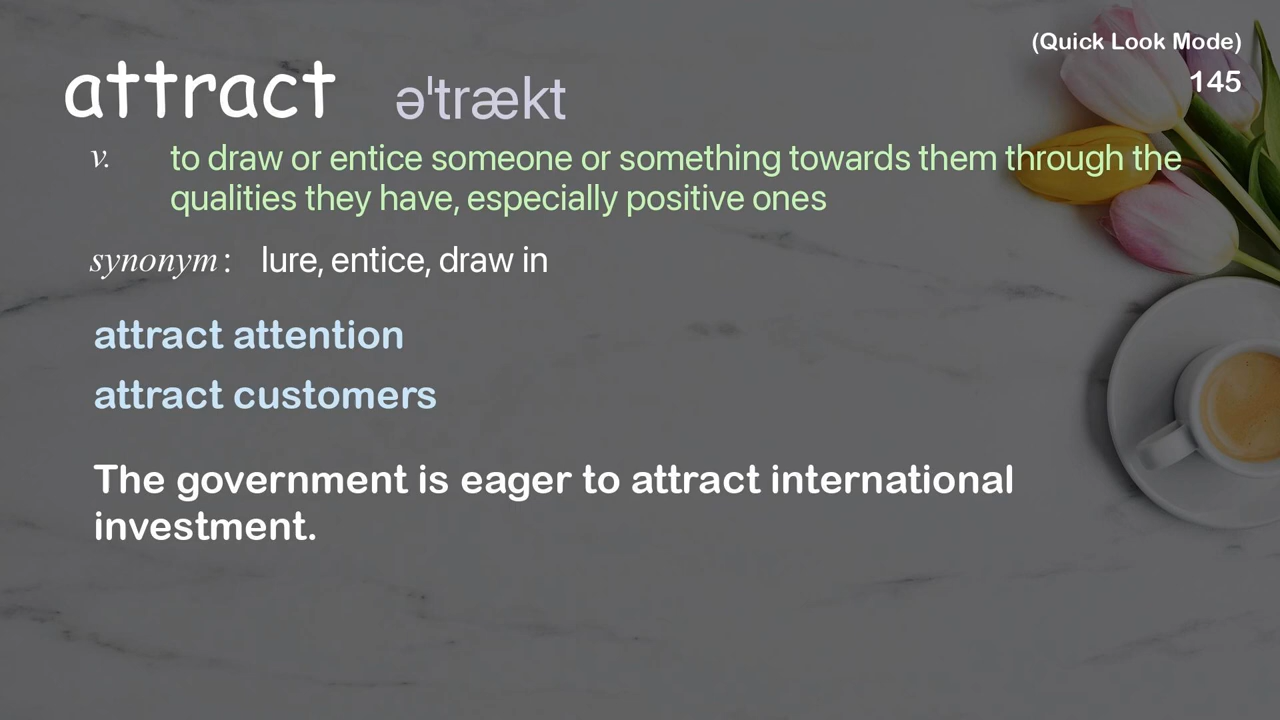 (Quick Look Mode)
145
attract əˈtrækt
v. to draw or entice someone or something towards them through the
qualities they have, especially positive ones
synonym : lure, entice, draw in
attract attention
attract customers
The government is eager to attract international
investment.